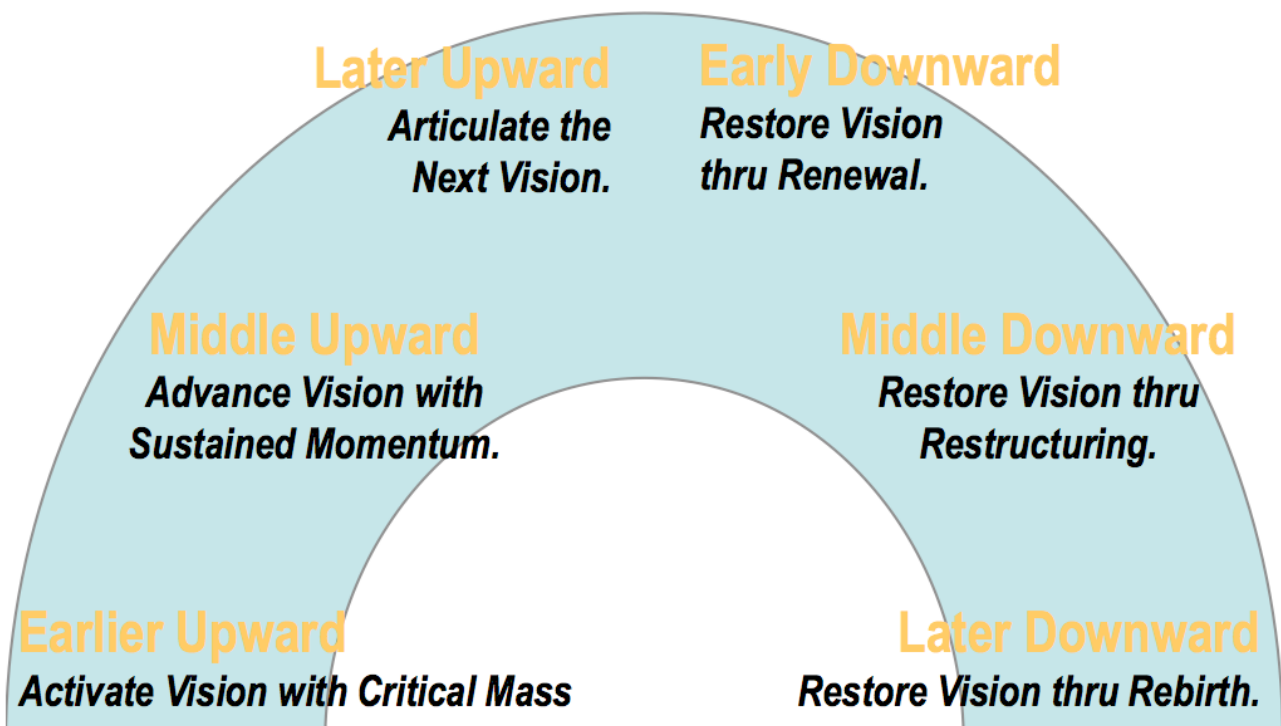 Later Upward
Articulate the
Next Vision.
Early Downward
Restore Vision
thru Renewal.
Middle Upward
Advance Vision with
Sustained Momentum.
Middle Downward
Restore Vision thru
Restructuring.
Earlier Upward
Activate Vision with Critical Mass
Later Downward
Restore Vision thru Rebirth.